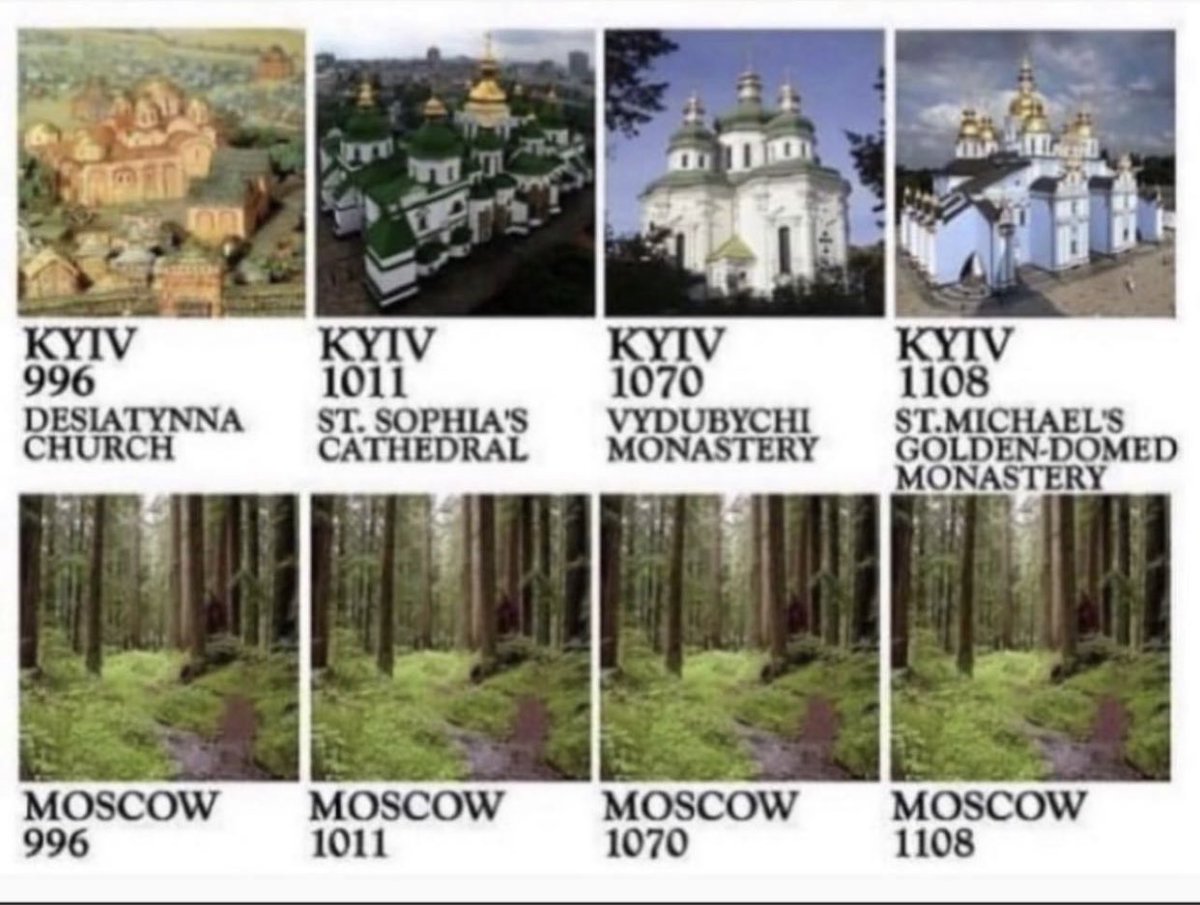 KYIV
996
DESIATYNNA
CHURCH
KYIV
1011
ST. SOPHIA'S
CATHEDRAL
KYIV
1070
VYDUBYCHI
MONASTERY
KYIV
1108
ST.MICHAEL'S
GOLDEN-DOMED
MONASTERY
MOSCOW
996
MOSCOW
1011
MOSCOW
1070
MOSCOW
1108